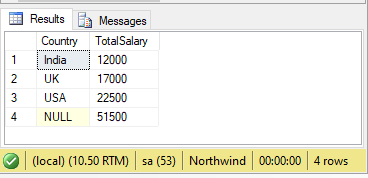 Results Messages
Country TotalSalary
1 India 12000
2 UK 17000
3 USA 22500
4 NULL 51500
(local) (10.50 RTM) sa (53) Northwind 00:00:00 4 rows